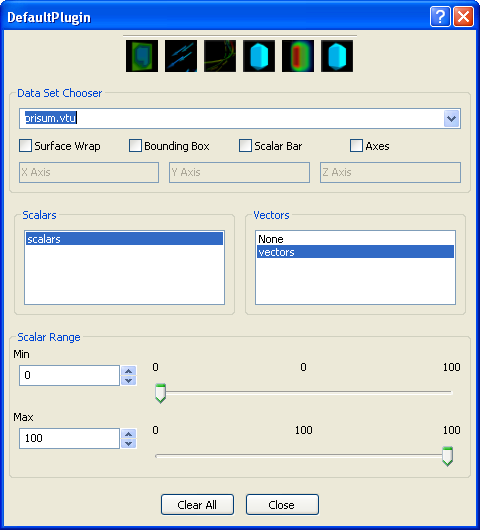 DefaultPlugin
Data Set Chooser
prisum.vtu
Surface Wrap Bounding Box Scalar Bar Axes
X Axis Y Axis Z Axis
Scalars Vectors
scalars None
vectors
Scalar Range
Min
0 0 100
0
Max
0 100 100
100
Clear All Close